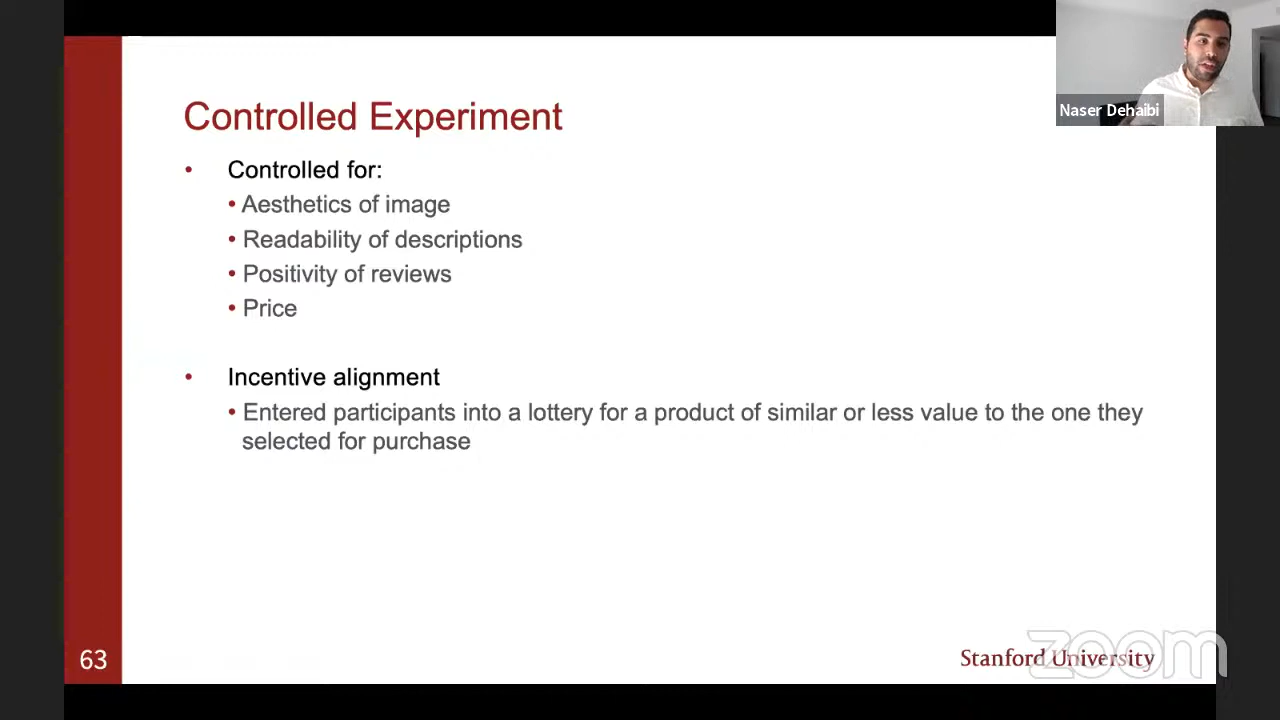 Naser Dehaibi
Controlled Experiment
• Controlled for:
• Aesthetics of image
• Readability of descriptions
• Positivity of reviews
• Price
• Incentive alignment
• Entered participants into a lottery for a product of similar or less value to the one they
selected for purchase
63
Stanford University
zoom